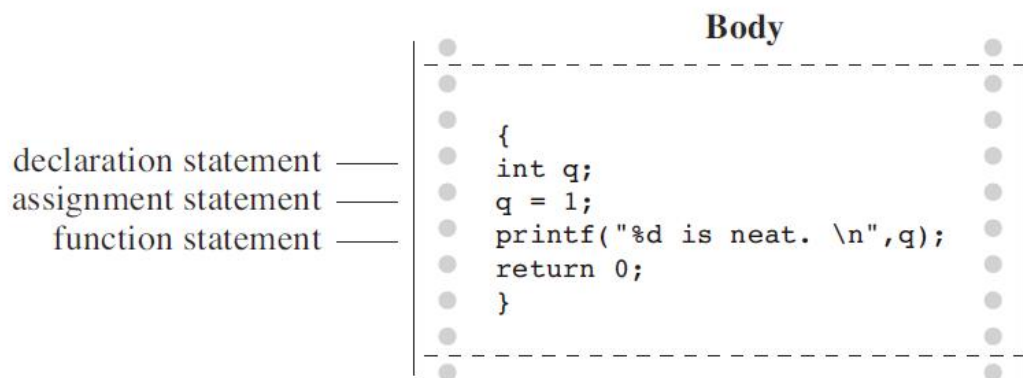 Body
{
declaration statement int q;
assignment statement q = 1;
function statement printf("%d is neat. \n",q);
return 0;
}